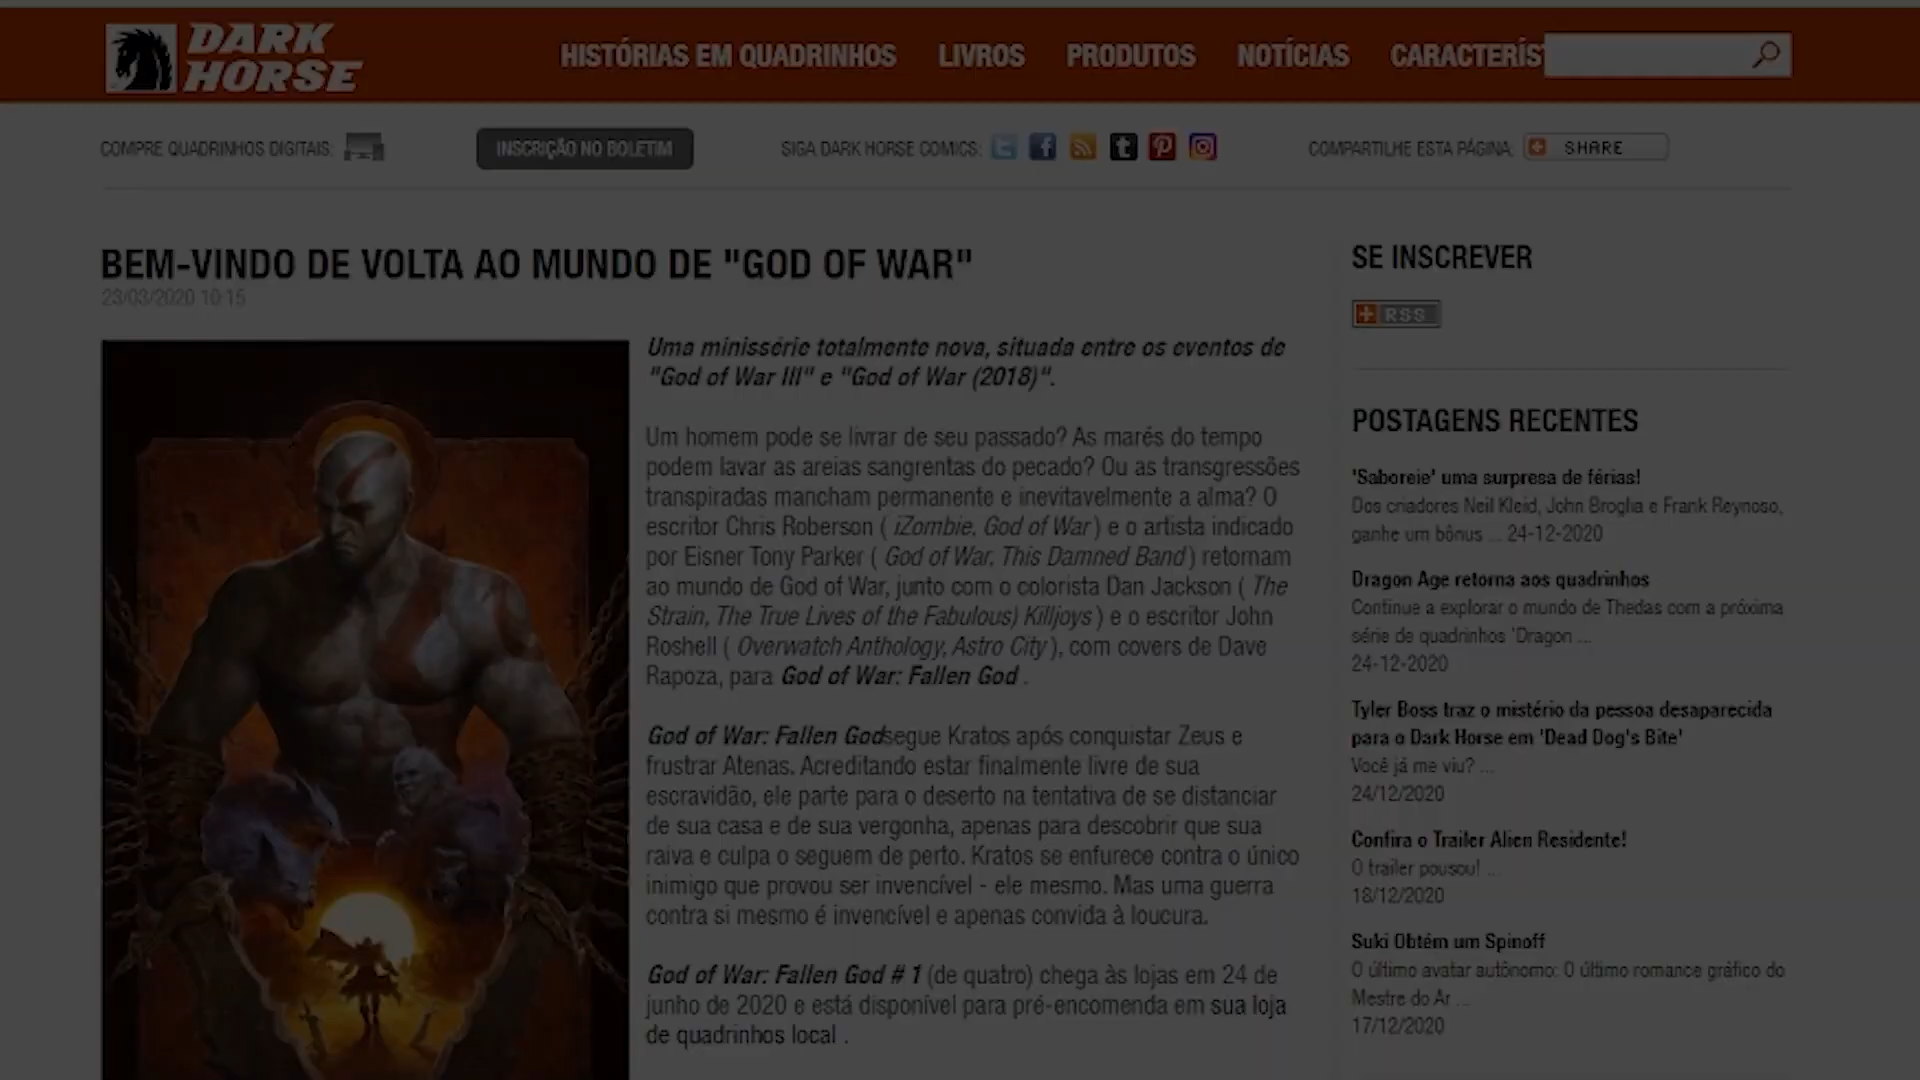 DARK
HORSE
HISTÓRIAS EM QUADRINHOS LIVROS PRODUTOS NOTÍCIAS CARACTERÍS
COMPRE QUADRINHOS DIGITAIS:
INSCRIÇÃO NO BOLETIM
SIGA DARK HORSE COMICS:
COMPARTILHE ESTA PÁGINA:
SHARE
BEM-VINDO DE VOLTA AO MUNDO DE "GOD OF WAR"
23/03/2020 10:15
Uma minissérie totalmente nova, situada entre os eventos de
"God of War III" e "God of War (2018)".
Um homem pode se livrar de seu passado? As marés do tempo
podem lavar as areias sangrentas do pecado? Ou as transgressões
transpiradas mancham permanente e inevitavelmente a alma? O
escritor Chris Roberson ( iZombie, God of War ) e o artista indicado
por Eisner Tony Parker ( God of War, This Damned Band ) retornam
ao mundo de God of War, junto com o colorista Dan Jackson ( The
Strain, The True Lives of the Fabulous) Killjoys ) e o escritor John
Roshell ( Overwatch Anthology, Astro City ), com covers de Dave
Rapoza, para God of War: Fallen God .
God of War: Fallen Godsegue Kratos após conquistar Zeus e
frustrar Atenas. Acreditando estar finalmente livre de sua
escravidão, ele parte para o deserto na tentativa de se distanciar
de sua casa e de sua vergonha, apenas para descobrir que sua
raiva e culpa o seguem de perto. Kratos se enfurece contra o único
inimigo que provou ser invencível - ele mesmo. Mas uma guerra
contra si mesmo é invencível e apenas convida à loucura.
God of War: Fallen God # 1 (de quatro) chega às lojas em 24 de
junho de 2020 e está disponível para pré-encomenda em sua loja
de quadrinhos local .
SE INSCREVER
RSS
POSTAGENS RECENTES
'Saboreie' uma surpresa de férias!
Dos criadores Neil Kleid, John Broglia e Frank Reynoso,
ganhe um bônus ... 24-12-2020
Dragon Age retorna aos quadrinhos
Continue a explorar o mundo de Thedas com a próxima
série de quadrinhos 'Dragon ...
24-12-2020
Tyler Boss traz o mistério da pessoa desaparecida
para o Dark Horse em 'Dead Dog's Bite'
Você já me viu? ...
24/12/2020
Confira o Trailer Alien Residente!
O trailer pousou! ...
18/12/2020
Suki Obtém um Spinoff
O último avatar autônomo: O último romance gráfico do
Mestre do Ar ...
17/12/2020